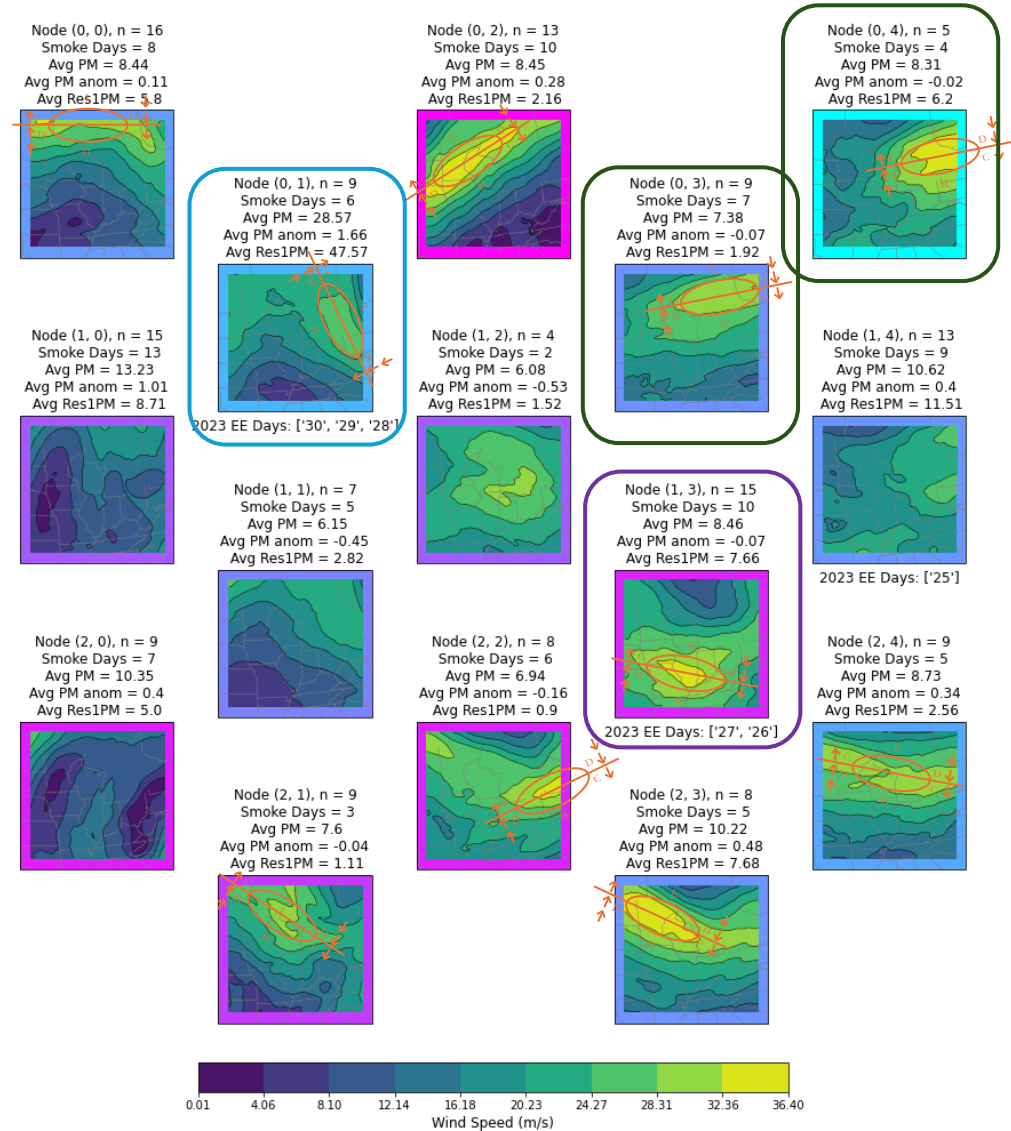 Node (0, 0), n = 16
Smoke Days = 8
Avg PM = 8.44
Avg PM anom = 0.11
Avg Res1PM = 5.8
Node (0, 2), n = 13
Smoke Days = 10
Avg PM = 8.45
Avg PM anom = 0.28
Avg Res1PM = 2.16
Node (0, 4), n = 5
Smoke Days = 4
Avg PM = 8.31
Avg PM anom = -0.02
Avg Res1PM = 6.2
Node (0, 1), n = 9
Smoke Days = 6
Avg PM = 28.57
Avg PM anom = 1.66
Avg Res1PM = 47.57
2023 EE Days: ['30', '29', '28']
Node (0, 3), n = 9
Smoke Days = 7
Avg PM = 7.38
Avg PM anom = -0.07
Avg Res1PM = 1.92
Node (1, 0), n = 15
Smoke Days = 13
Avg PM = 13.23
Avg PM anom = 1.01
Avg Res1PM = 8.71
Node (1, 2), n = 4
Smoke Days = 2
Avg PM = 6.08
Avg PM anom = -0.53
Avg Res1PM = 1.52
Node (1, 4), n = 13
Smoke Days = 9
Avg PM = 10.62
Avg PM anom = 0.4
Avg Res1PM = 11.51
2023 EE Days: ['25']
Node (1, 1), n = 7
Smoke Days = 5
Avg PM = 6.15
Avg PM anom = -0.45
Avg Res1PM = 2.82
Node (1, 3), n = 15
Smoke Days = 10
Avg PM = 8.46
Avg PM anom = -0.07
Avg Res1PM = 7.66
2023 EE Days: ['27', '26']
Node (2, 0), n = 9
Smoke Days = 7
Avg PM = 10.35
Avg PM anom = 0.4
Avg Res1PM = 5.0
Node (2, 2), n = 8
Smoke Days = 6
Avg PM = 6.94
Avg PM anom = -0.16
Avg Res1PM = 0.9
Node (2, 4), n = 9
Smoke Days = 5
Avg PM = 8.73
Avg PM anom = 0.34
Avg Res1PM = 2.56
Node (2, 1), n = 9
Smoke Days = 3
Avg PM = 7.6
Avg PM anom = -0.04
Avg Res1PM = 1.11
Node (2, 3), n = 8
Smoke Days = 5
Avg PM = 10.22
Avg PM anom = 0.48
Avg Res1PM = 7.68
D
C
D
C
0.01 4.06 8.10 12.14 16.18 20.23 24.27 28.31 32.36 36.40
Wind Speed (m/s)